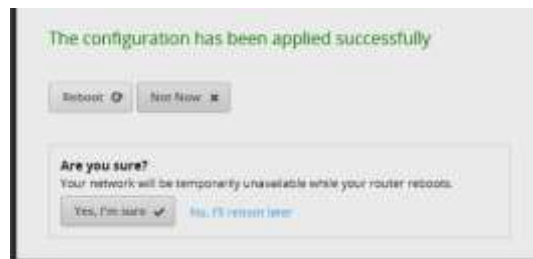 The configuration has been applied successfully
Reboot
Not Now
Are you sure?
Your network will be temporarily unavailable while your router reboots.
Yes, I'm sure
No, I'll reboot later